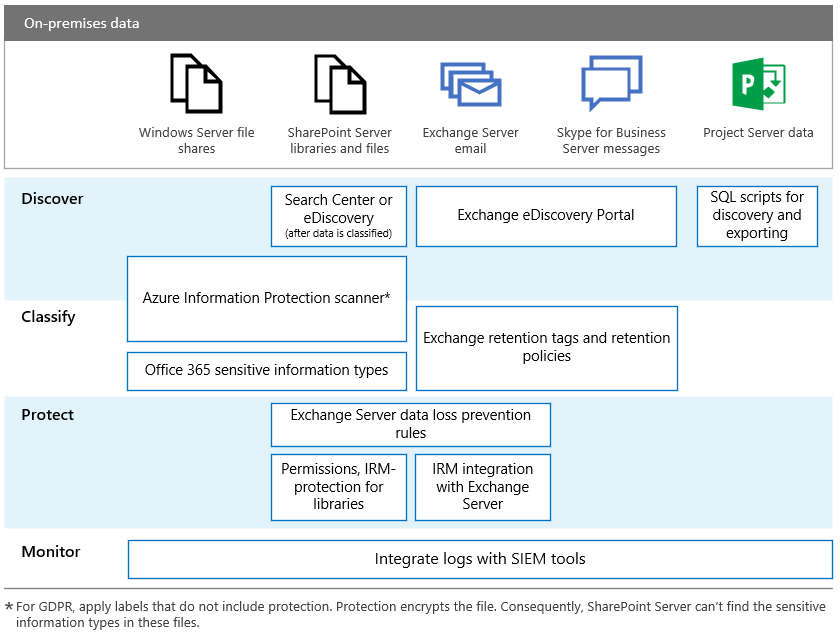 On-premises data
Windows Server file
shares
SharePoint Server
libraries and files
Exchange Server
email
Skype for Business
Server messages
P
Project Server data
Discover
Search Center or
eDiscovery
(after data is classified)
Exchange eDiscovery Portal
SQL scripts for
discovery and
exporting
Azure Information Protection scanner*
Classify
Exchange retention tags and retention
policies
Office 365 sensitive information types
Protect
Exchange Server data loss prevention
rules
Permissions, IRM-
protection for
libraries
IRM integration
with Exchange
Server
Monitor
Integrate logs with SIEM tools
* For GDPR, apply labels that do not include protection. Protection encrypts the file. Consequently, SharePoint Server can't find the sensitive
information types in these files.